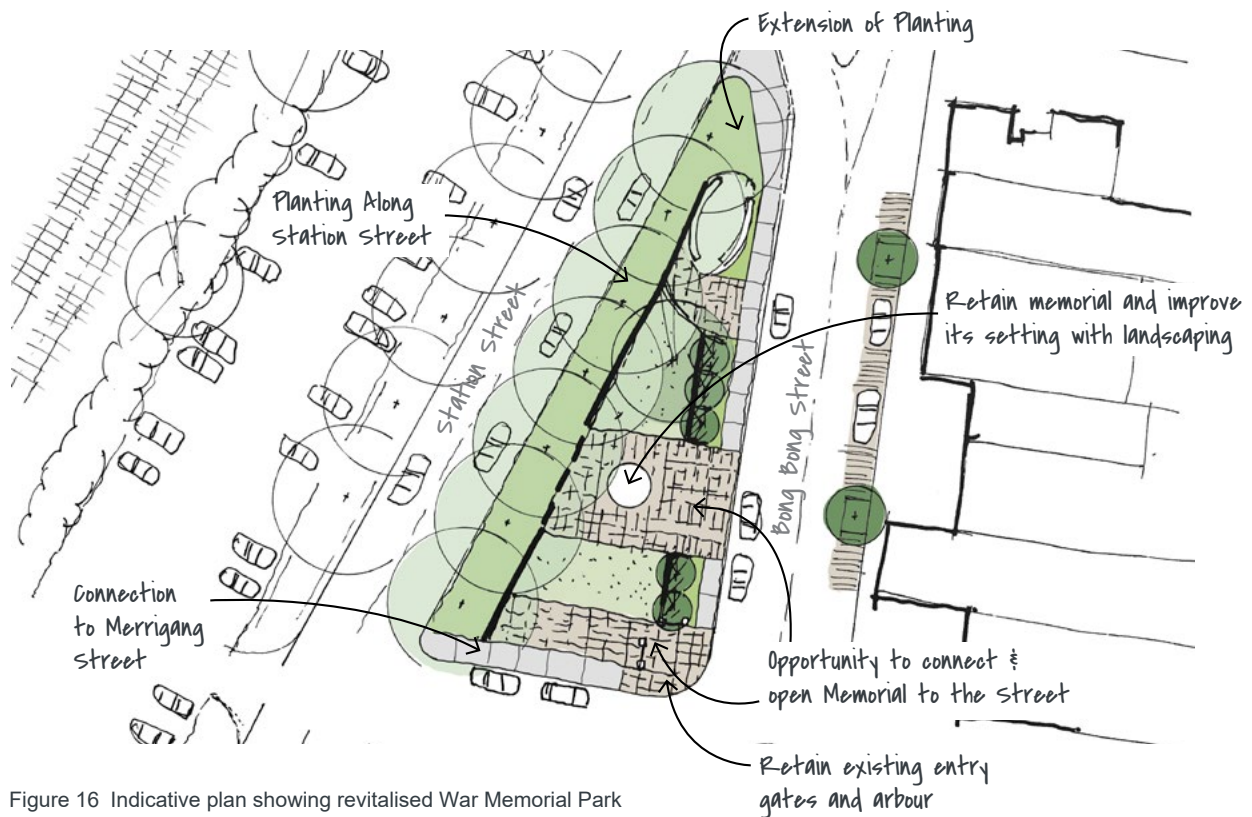 Extension of Planting
Planting Along
Station Street
Station Street
Retain memorial and improve
its setting with landscaping
Bong Bong Street
Connection
to Merrigang
Street
Opportunity to connect &
open Memorial to the Street
Retain existing entry
gates and arbour
Figure 16 Indicative plan showing revitalised War Memorial Park